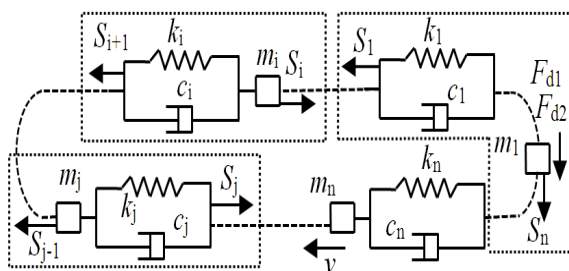 S_{i+1} k_i m_i S_i S_1 k_1 F_{d1}
c_i c_1 F_{d2}
m_j k_j c_j S_j m_n k_n c_n m_1
S_{j-1} v S_n